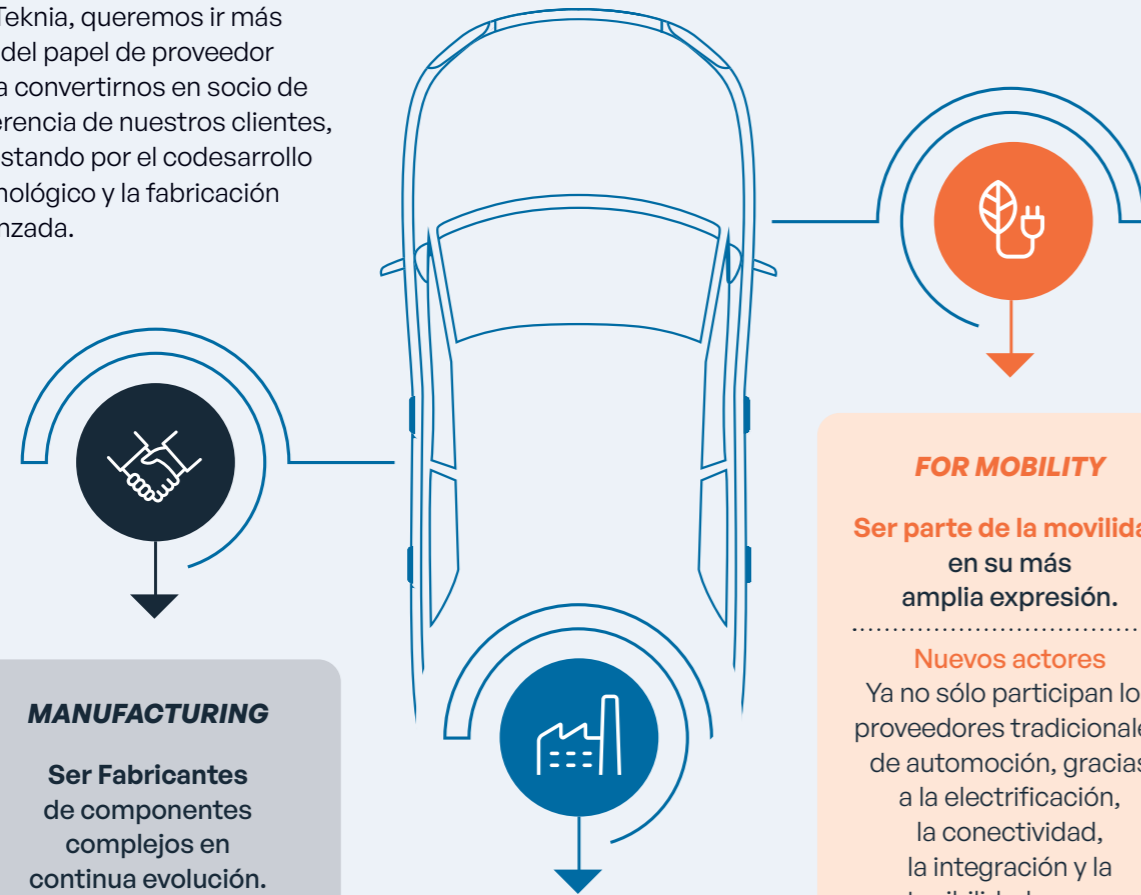 Teknia, queremos ir más
del papel de proveedor
a convertirnos en socio de
erencia de nuestros clientes,
stando por el codesarrollo
nológico y la fabricación
nzada.
MANUFACTURING
Ser Fabricantes
de componentes
complejos en
continua evolución.
FOR MOBILITY
Ser parte de la movilida
en su más
amplia expresión.
Nuevos actores
Ya no sólo participan lo
proveedores tradicionale
de automoción, gracias
a la electrificación,
la conectividad,
la integración y la